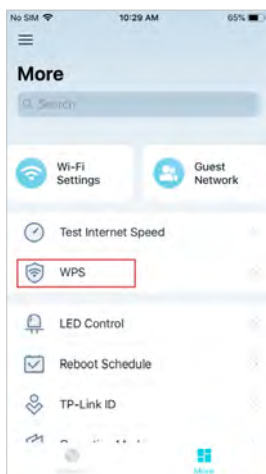 No SIM 10:29 AM 65%
More
Search
Wi-Fi
Settings
Guest
Network
Test Internet Speed
WPS
LED Control
Reboot Schedule
TP-Link ID
More